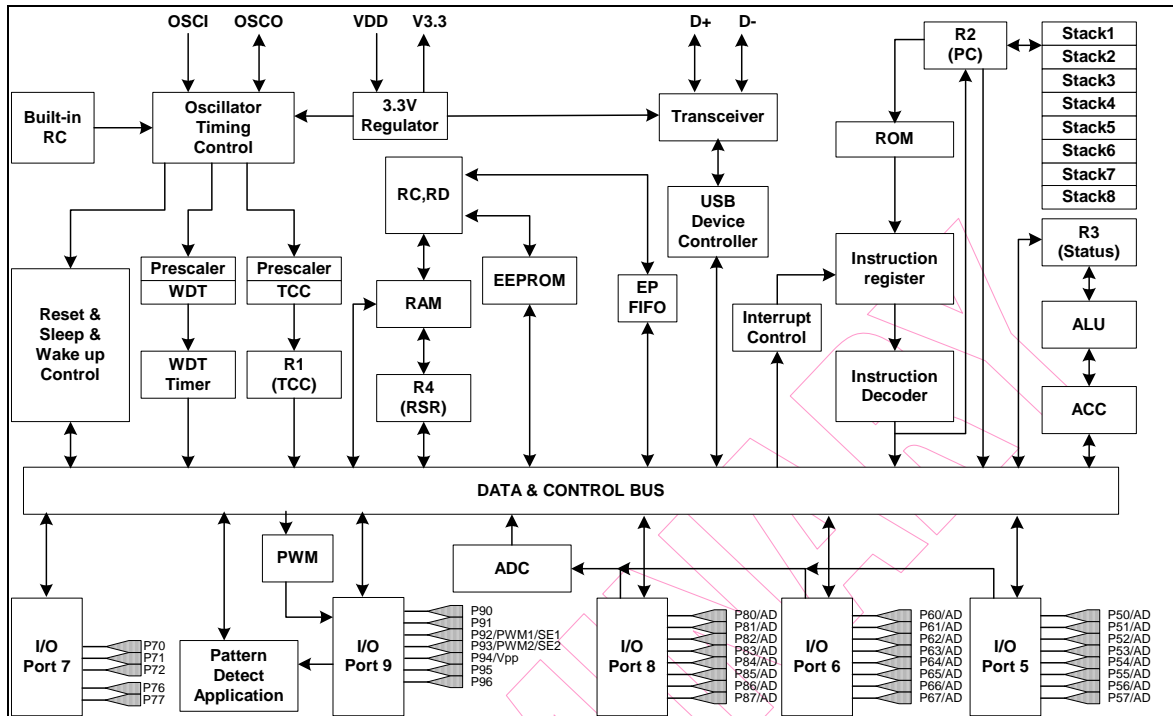 OSCI OSCO VDD V3.3 D+ D-
R2
(PC)
Stack1
Stack2
Stack3
Stack4
Stack5
Stack6
Stack7
Stack8
Built-in
RC
Oscillator
Timing
Control
3.3V
Regulator
Transceiver
ROM
RC,RD
USB
Device
Controller
R3
(Status)
Prescaler
WDT
Prescaler
TCC
EEPROM
EP
FIFO
Instruction
register
RAM
Reset &
Sleep &
Wake up
Control
Interrupt
Control
ALU
WDT
Timer
R1
(TCC)
R4
(RSR)
Instruction
Decoder
ACC
DATA & CONTROL BUS
PWM
ADC
I/O
Port 7
P70
P71
P72
P76
P77
Pattern
Detect
Application
I/O
Port 9
P90
P91
P92/PWM1/SE1
P93/PWM2/SE2
P94/Vpp
P95
P96
I/O
Port 8
P80/AD
P81/AD
P82/AD
P83/AD
P84/AD
P85/AD
P86/AD
P87/AD
I/O
Port 6
P60/AD
P61/AD
P62/AD
P63/AD
P64/AD
P65/AD
P66/AD
P67/AD
I/O
Port 5
P50/AD
P51/AD
P52/AD
P53/AD
P54/AD
P55/AD
P56/AD
P57/AD